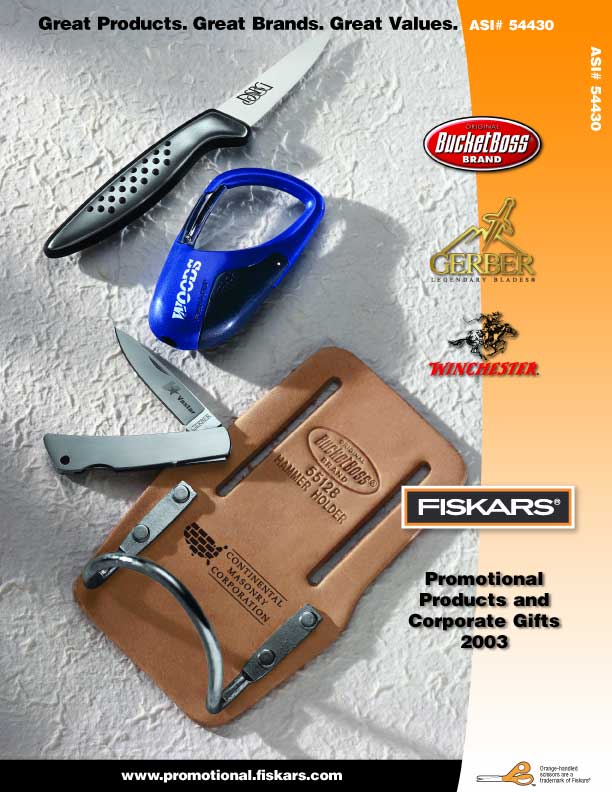 Great Products. Great Brands. Great Values. ASI# 54430
ASI# 54430
ORIGINAL
BucketBoss
BRAND
GERBER
LEGENDARY BLADES®
WINCHESTER
WOODS
Vastar
GERBER
ORIGINAL
BucketBoss®
BRAND
55128
HAMMER HOLDER
CONTINENTAL
MASONRY
CORPORATION
FISKARS®
Promotional
Products and
Corporate Gifts
2003
www.promotional.fiskars.com
Orange-handled
scissors are a
trademark of Fiskars®